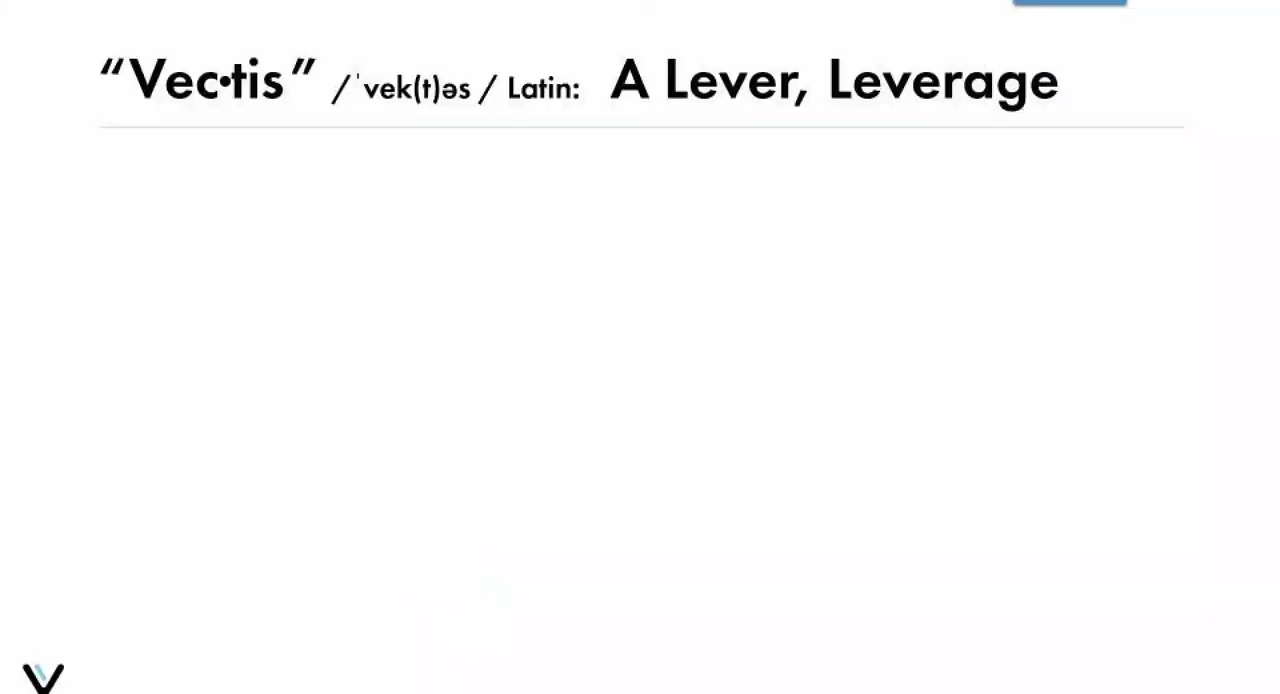 “Vec•tis” /ˈvek(t)əs / Latin: A Lever, Leverage